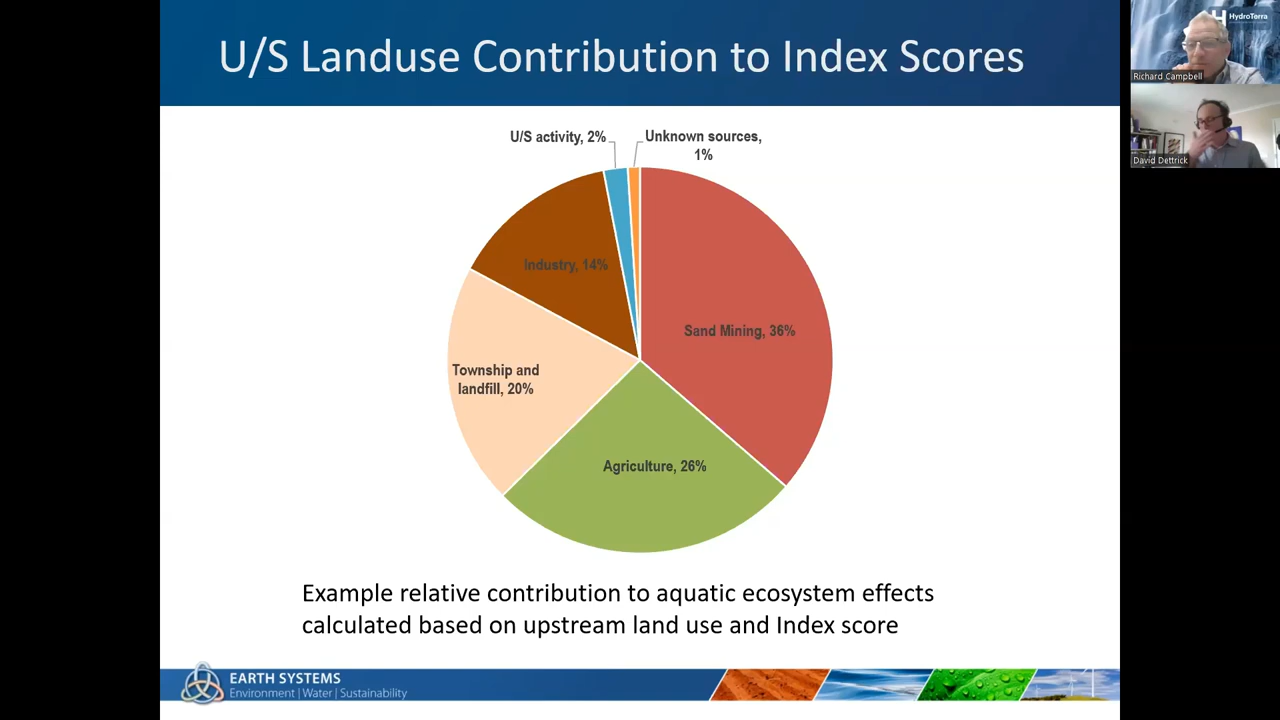 U/S Landuse Contribution to Index Scores
U/S activity, 2%
Unknown sources,
1%
Industry, 14%
Sand Mining, 36%
Township and
landfill, 20%
Agriculture, 26%
Example relative contribution to aquatic ecosystem effects
calculated based on upstream land use and Index score
EARTH SYSTEMS
Environment | Water | Sustainability
HydroTerra
Richard Campbell
David Dettrick